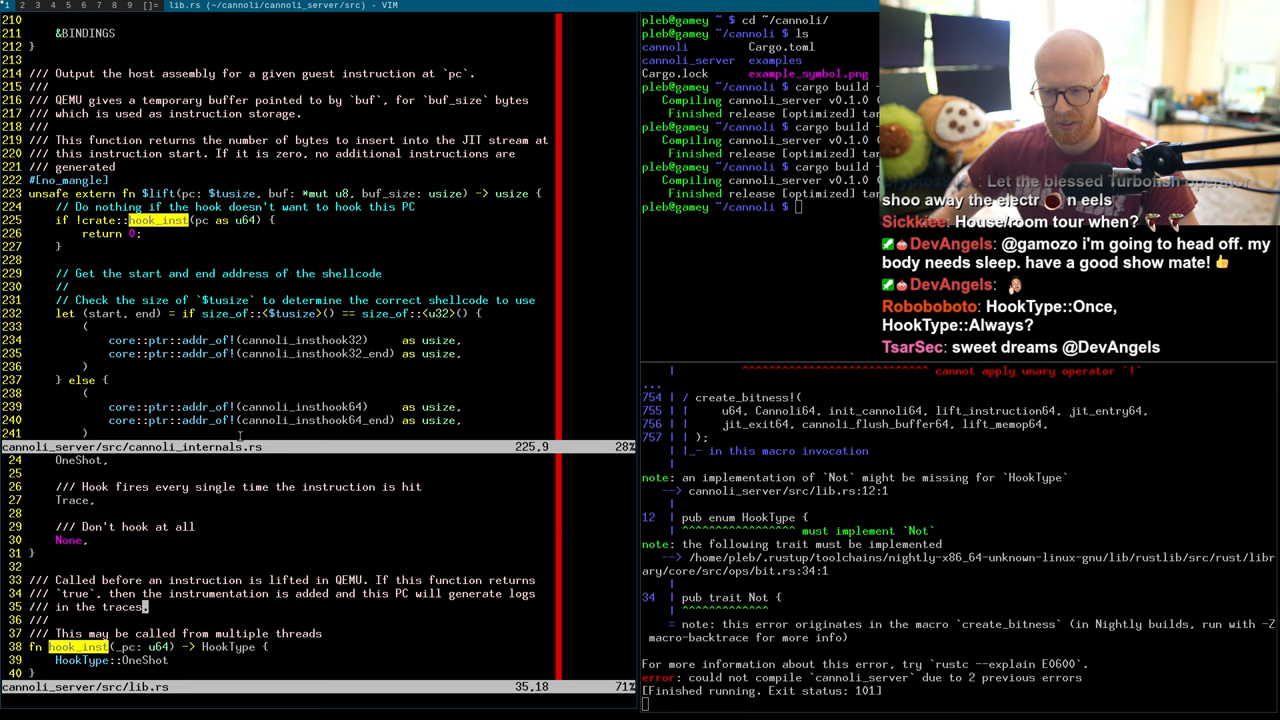 1 2 3 4 5 6 7 8 9 []= lib.rs (~/cannoli/cannoli_server/src) - VIM
210
211     &BINDINGS
212 }
213
214 /// Output the host assembly for a given guest instruction at `pc`.
215 ///
216 /// QEMU gives a temporary buffer pointed to by `buf`, for `buf_size` bytes
217 /// which is used as instruction storage.
218 ///
219 /// This function returns the number of bytes to insert into the JIT stream at
220 /// this instruction start. If it is zero, no additional instructions are
221 /// generated
222 #[no_mangle]
223 unsafe extern fn $lift(pc: $tusize, buf: *mut u8, buf_size: usize) -> usize {
224     // Do nothing if the hook doesn't want to hook this PC
225     if !crate::hook_inst(pc as u64) {
226         return 0;
227     }
228
229     // Get the start and end address of the shellcode
230     //
231     // Check the size of `$tusize` to determine the correct shellcode to use
232     let (start, end) = if size_of::<$tusize>() == size_of::<u32>() {
233         (
234             core::ptr::addr_of!(cannoli_insthook32)     as usize,
235             core::ptr::addr_of!(cannoli_insthook32_end) as usize,
236         )
237     } else {
238         (
239             core::ptr::addr_of!(cannoli_insthook64)     as usize,
240             core::ptr::addr_of!(cannoli_insthook64_end) as usize,
241         )
cannoli_server/src/cannoli_internals.rs 225,9 28%
24     OneShot,
25
26     /// Hook fires every single time the instruction is hit
27     Trace,
28
29     /// Don't hook at all
30     None,
31 }
32
33 /// Called before an instruction is lifted in QEMU. If this function returns
34 /// `true`, then the instrumentation is added and this PC will generate logs
35 /// in the traces.
36 ///
37 /// This may be called from multiple threads
38 fn hook_inst(_pc: u64) -> HookType {
39     HookType::OneShot
40 }
cannoli_server/src/lib.rs 35,18 71%
pleb@gamey ~ $ cd ~/cannoli/
pleb@gamey ~/cannoli $ ls
cannoli Cargo.toml
cannoli_server examples
Cargo.lock example_symbol.png
pleb@gamey ~/cannoli $ cargo build -
Compiling cannoli_server v0.1.0 (
Finished release [optimized] tar
pleb@gamey ~/cannoli $ cargo build -
Compiling cannoli_server v0.1.0 (
Finished release [optimized] tar
pleb@gamey ~/cannoli $ cargo build -
Compiling cannoli_server v0.1.0 (
Finished release [optimized] tar
pleb@gamey ~/cannoli $
Let the blessed Turbofish operator
shoo away the electr n eels
Sickkiee: House/room tour when?
DevAngels: @gamozo i'm going to head off. my
body needs sleep. have a good show mate!
DevAngels:
Roboboboto: HookType::Once,
HookType::Always?
TsarSec: sweet dreams @DevAngels
| ^^^^^^^^^^^^^^^^^^^^^^^^^^^^ cannot apply unary operator `!`
...
754 | / create_bitness!(
755 | |     u64, Cannoli64, init_cannoli64, lift_instruction64, jit_entry64,
756 | |     jit_exit64, cannoli_flush_buffer64, lift_memop64,
757 | | );
| |_- in this macro invocation
|
note: an implementation of `Not` might be missing for `HookType`
--> cannoli_server/src/lib.rs:12:1
|
12 | pub enum HookType {
| ^^^^^^^^^^^^^^^^^ must implement `Not`
note: the following trait must be implemented
--> /home/pleb/.rustup/toolchains/nightly-x86_64-unknown-linux-gnu/lib/rustlib/src/rust/libr
ary/core/src/ops/bit.rs:34:1
|
34 | pub trait Not {
| ^^^^^^^^^^^^^
= note: this error originates in the macro `create_bitness` (in Nightly builds, run with -Z
macro-backtrace for more info)
For more information about this error, try `rustc --explain E0600`.
error: could not compile `cannoli_server` due to 2 previous errors
[Finished running. Exit status: 101]